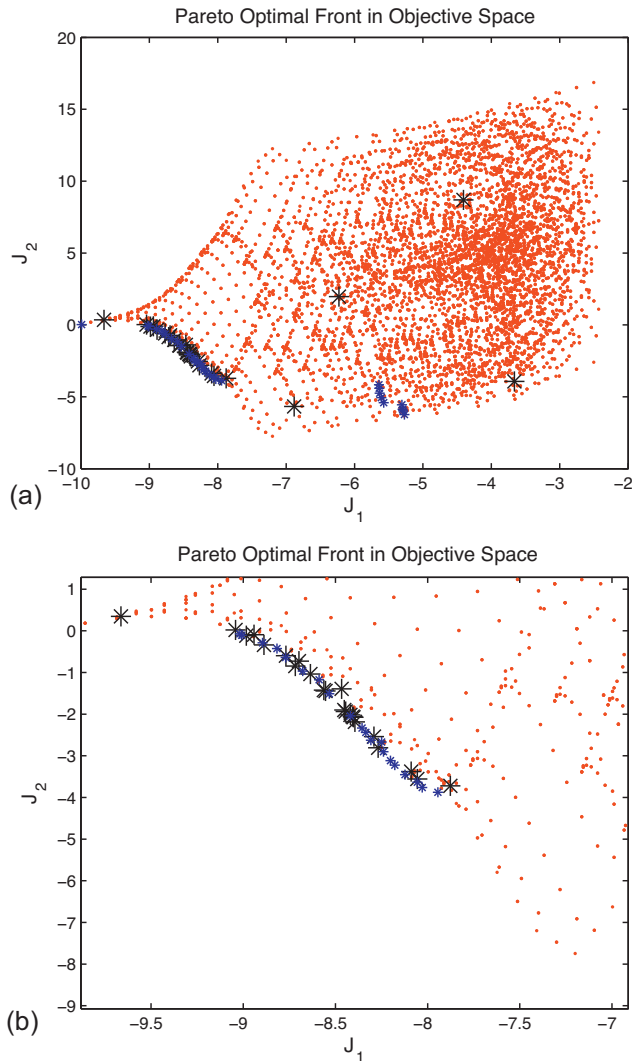 Pareto Optimal Front in Objective Space
20
15
10
5
0
−5
−10
J2
−10 −9 −8 −7 −6 −5 −4 −3 −2
J1
(a)
Pareto Optimal Front in Objective Space
1
0
−1
−2
−3
−4
−5
−6
−7
−8
−9
J2
−9.5 −9 −8.5 −8 −7.5 −7
J1
(b)